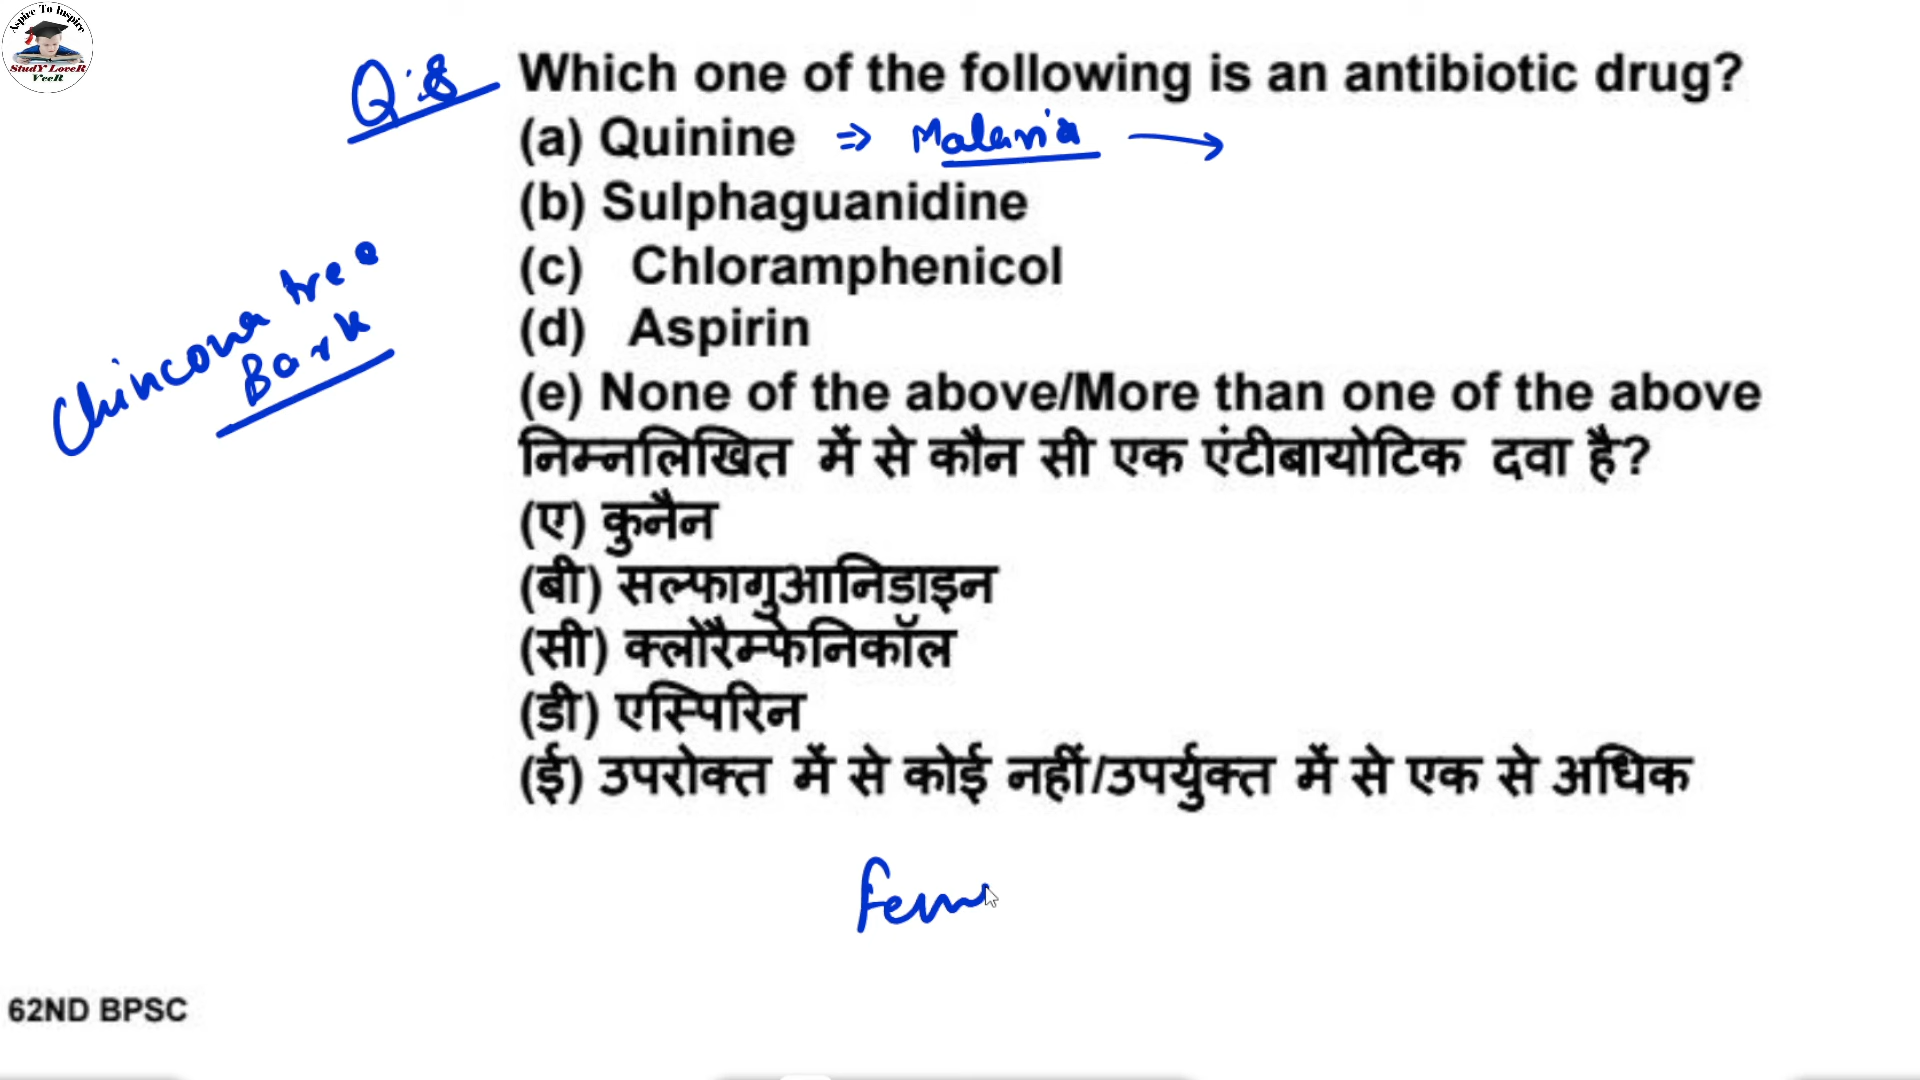 Aspire To Inspire
StudY LoveR
VeeR
Q.8 Which one of the following is an antibiotic drug?
(a) Quinine ⇒ Malaria →
(b) Sulphaguanidine
(c) Chloramphenicol
(d) Aspirin
(e) None of the above/More than one of the above
Chincona tree
Bark
निम्नलिखित में से कौन सी एक एंटीबायोटिक दवा है?
(ए) कुनैन
(बी) सल्फागुआनिडाइन
(सी) क्लोरैम्फेनिकॉल
(डी) एस्पिरिन
(ई) उपरोक्त में से कोई नहीं/उपर्युक्त में से एक से अधिक
62ND BPSC